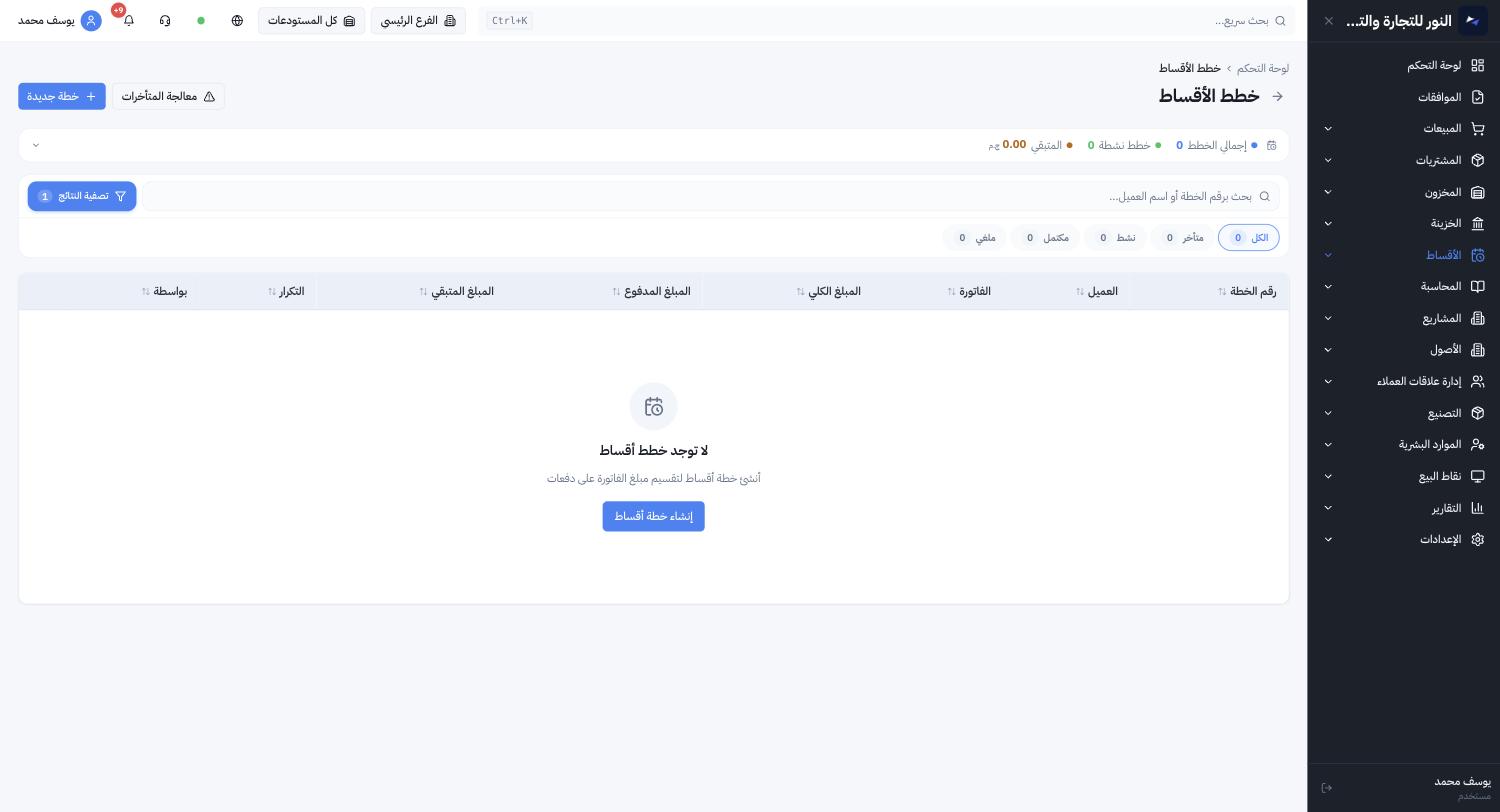 النور للتجارة والتـ...
لوحة التحكم
الموافقات
المبيعات
المشتريات
المخزون
الخزينة
الأقساط
المحاسبة
المشاريع
الأصول
إدارة علاقات العملاء
التصنيع
الموارد البشرية
نقاط البيع
التقارير
الإعدادات
يوسف محمد
مستخدم
بحث سريع...
Ctrl+K
الفرع الرئيسي
كل المستودعات
+9
يوسف محمد
لوحة التحكم › خطط الأقساط
خطط الأقساط
معالجة المتأخرات
+ خطة جديدة
إجمالي الخطط 0
خطط نشطة 0
المتبقي 0.00 ج.م
بحث برقم الخطة أو اسم العميل...
تصفية النتائج 1
الكل 0
متأخر 0
نشط 0
مكتمل 0
ملغي 0
رقم الخطة
العميل
الفاتورة
المبلغ الكلي
المبلغ المدفوع
المبلغ المتبقي
التكرار
بواسطة
لا توجد خطط أقساط
أنشئ خطة أقساط لتقسيم مبلغ الفاتورة على دفعات
إنشاء خطة أقساط